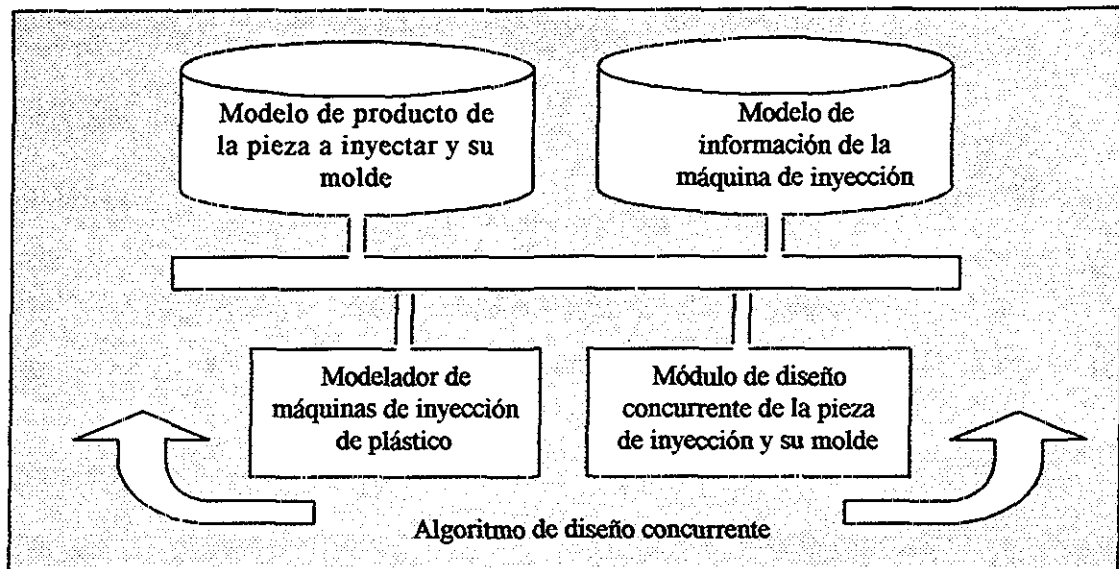 Modelo de producto de
la pieza a inyectar y su
molde
Modelo de
información de la
máquina de inyección
Modelador de
máquinas de inyección
de plástico
Módulo de diseño
concurrente de la pieza
de inyección y su molde
Algoritmo de diseño concurrente